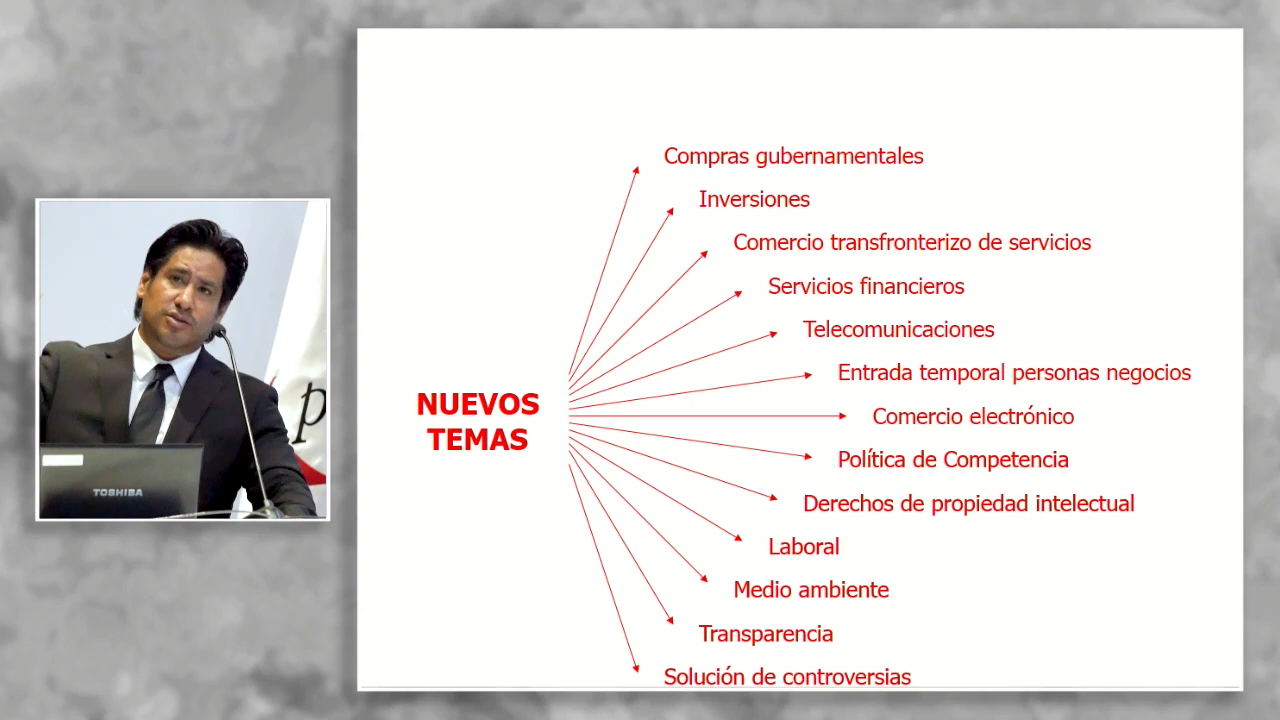 Compras gubernamentales
Inversiones
Comercio transfronterizo de servicios
Servicios financieros
Telecomunicaciones
Entrada temporal personas negocios
NUEVOS
TEMAS
Comercio electrónico
Política de Competencia
Derechos de propiedad intelectual
Laboral
Medio ambiente
Transparencia
Solución de controversias
p
TOSHIBA